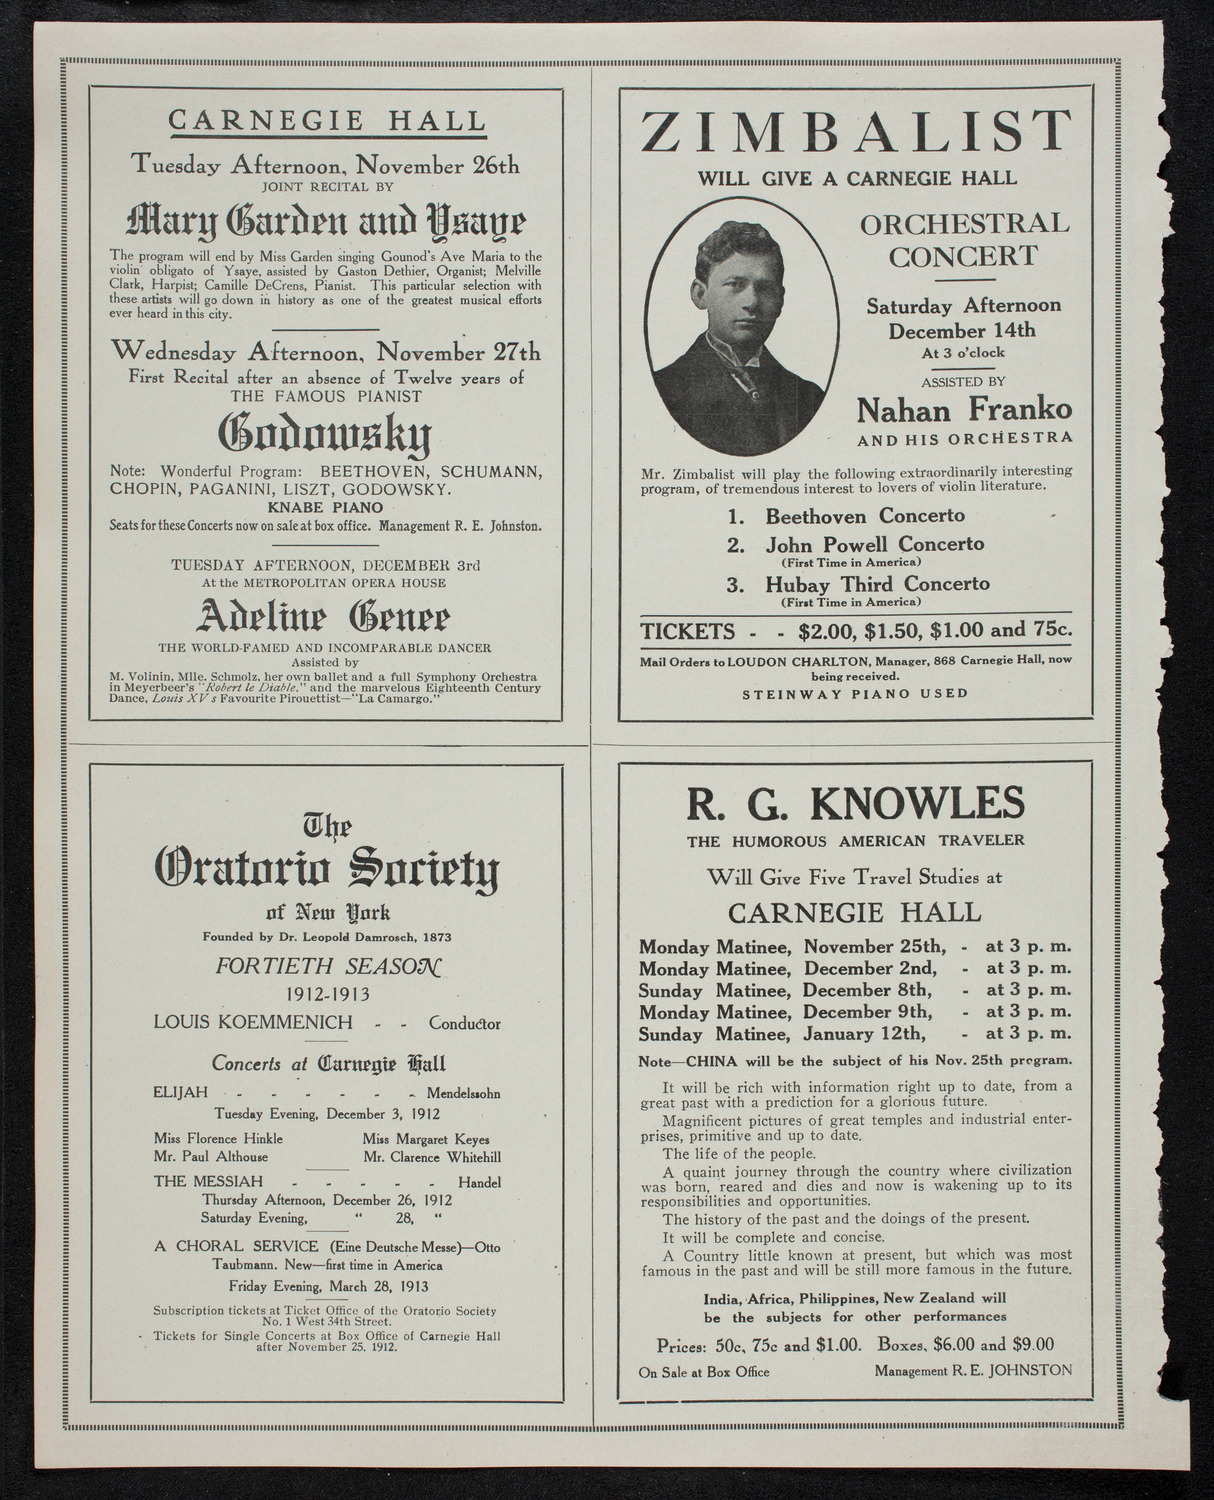 CARNEGIE HALL
Tuesday Afternoon, November 26th
JOINT RECITAL BY
Mary Garden and Ysaye
The program will end by Miss Garden singing Gounod's Ave Maria to the
violin obligato of Ysaye, assisted by Gaston Dethier, Organist; Melville
Clark, Harpist; Camille DeCrens, Pianist. This particular selection with
these artists will go down in history as one of the greatest musical efforts
ever heard in this city.
Wednesday Afternoon, November 27th
First Recital after an absence of Twelve years of
THE FAMOUS PIANIST
Godowsky
Note: Wonderful Program: BEETHOVEN, SCHUMANN,
CHOPIN, PAGANINI, LISZT, GODOWSKY.
KNABE PIANO
Seats for these Concerts now on sale at box office. Management R. E. Johnston.
TUESDAY AFTERNOON, DECEMBER 3rd
At the METROPOLITAN OPERA HOUSE
Adeline Genee
THE WORLD-FAMED AND INCOMPARABLE DANCER
Assisted by
M. Volinin, Mlle. Schmolz, her own ballet and a full Symphony Orchestra
in Meyerbeer's "Robert le Diable," and the marvelous Eighteenth Century
Dance, Louis XV's Favourite Pirouettist—"La Camargo."
ZIMBALIST
WILL GIVE A CARNEGIE HALL
ORCHESTRAL
CONCERT
Saturday Afternoon
December 14th
At 3 o'clock
ASSISTED BY
Nahan Franko
AND HIS ORCHESTRA
Mr. Zimbalist will play the following extraordinarily interesting
program, of tremendous interest to lovers of violin literature.
1. Beethoven Concerto
2. John Powell Concerto
(First Time in America)
3. Hubay Third Concerto
(First Time in America)
TICKETS - - $2.00, $1.50, $1.00 and 75c.
Mail Orders to LOUDON CHARLTON, Manager, 868 Carnegie Hall, now
being received.
STEINWAY PIANO USED
The
Oratorio Society
of New York
Founded by Dr. Leopold Damrosch, 1873
FORTIETH SEASON
1912-1913
LOUIS KOEMMENICH - - Conductor
Concerts at Carnegie Hall
ELIJAH - - - - - - Mendelssohn
Tuesday Evening, December 3, 1912
Miss Florence Hinkle Miss Margaret Keyes
Mr. Paul Althouse Mr. Clarence Whitehill
THE MESSIAH - - - - - Handel
Thursday Afternoon, December 26, 1912
Saturday Evening, " 28, "
A CHORAL SERVICE (Eine Deutsche Messe)—Otto
Taubmann. New—first time in America
Friday Evening, March 28, 1913
Subscription tickets at Ticket Office of the Oratorio Society
No. 1 West 34th Street.
Tickets for Single Concerts at Box Office of Carnegie Hall
after November 25, 1912.
R. G. KNOWLES
THE HUMOROUS AMERICAN TRAVELER
Will Give Five Travel Studies at
CARNEGIE HALL
Monday Matinee, November 25th, - at 3 p. m.
Monday Matinee, December 2nd, - at 3 p. m.
Sunday Matinee, December 8th, - at 3 p. m.
Monday Matinee, December 9th, - at 3 p. m.
Sunday Matinee, January 12th, - at 3 p. m.
Note—CHINA will be the subject of his Nov. 25th program.
It will be rich with information right up to date, from a
great past with a prediction for a glorious future.
Magnificent pictures of great temples and industrial enter-
prises, primitive and up to date.
The life of the people.
A quaint journey through the country where civilization
was born, reared and dies and now is wakening up to its
responsibilities and opportunities.
The history of the past and the doings of the present.
It will be complete and concise.
A Country little known at present, but which was most
famous in the past and will be still more famous in the future.
India, Africa, Philippines, New Zealand will
be the subjects for other performances
Prices: 50c, 75c and $1.00. Boxes, $6.00 and $9.00
On Sale at Box Office Management R. E. JOHNSTON